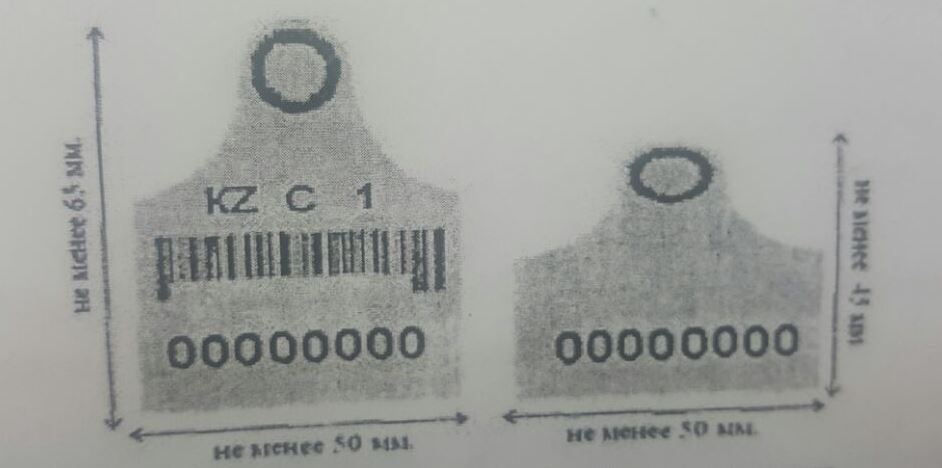 не менее 65 мм.
KZ C 1
00000000
не менее 50 мм.
00000000
не менее 45 мм
не менее 50 мм.